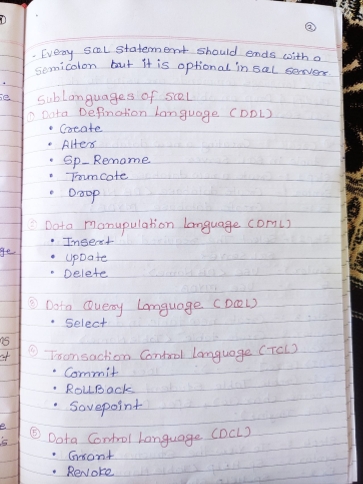 ②
- Every SQL Statement Should ends with a
Semicolon but it is optional in SQL Server
Sublanguages of SQL
① Data Defination Language (DDL)
• Create
• Alter
• Sp_Rename
• Truncate
• Drop
② Data Manupulation Language (DML)
• Insert
• UpDate
• Delete
③ Data Query Language (DQL)
• Select
④ Transaction Control Language (TCL)
• Commit
• RollBack
• Savepoint
⑤ Data Control Language (DCL)
• Grant
• Revoke